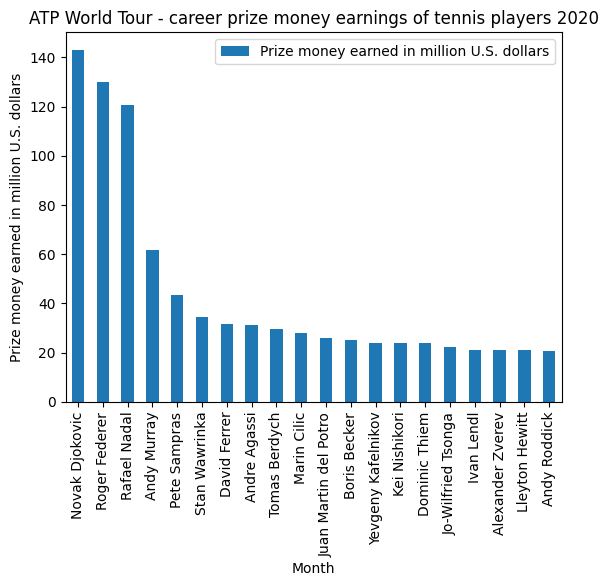 ATP World Tour - career prize money earnings of tennis players 2020
Prize money earned in million U.S. dollars
Prize money earned in million U.S. dollars
140
120
100
80
60
40
20
0
Novak Djokovic
Roger Federer
Rafael Nadal
Andy Murray
Pete Sampras
Stan Wawrinka
David Ferrer
Andre Agassi
Tomas Berdych
Marin Cilic
Juan Martin del Potro
Boris Becker
Yevgeny Kafelnikov
Kei Nishikori
Dominic Thiem
Jo-Wilfried Tsonga
Ivan Lendl
Alexander Zverev
Lleyton Hewitt
Andy Roddick
Month